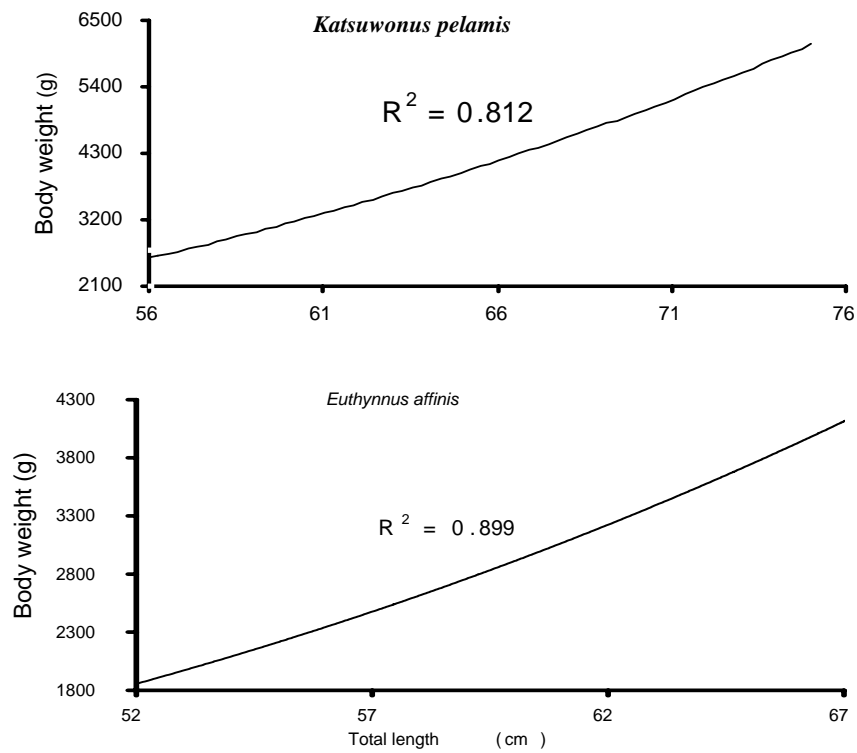 Katsuwonus pelamis
6500
5400
4300
3200
2100
Body weight (g)
R² = 0.812
56 61 66 71 76
Euthynnus affinis
4300
3800
3300
2800
2300
1800
Body weight (g)
R² = 0.899
52 57 62 67
Total length (cm )